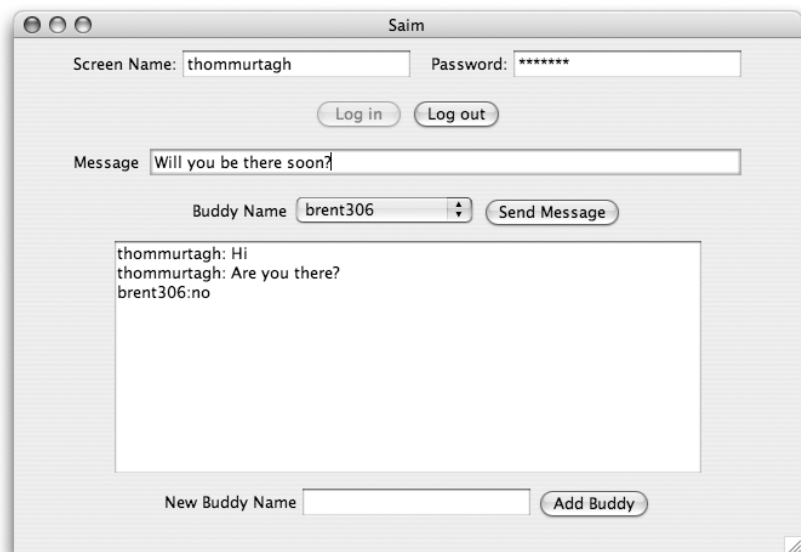 Saim
Screen Name: thommurtagh Password: *******
Log in Log out
Message Will you be there soon?
Buddy Name brent306 Send Message
thommurtagh: Hi
thommurtagh: Are you there?
brent306:no
New Buddy Name Add Buddy